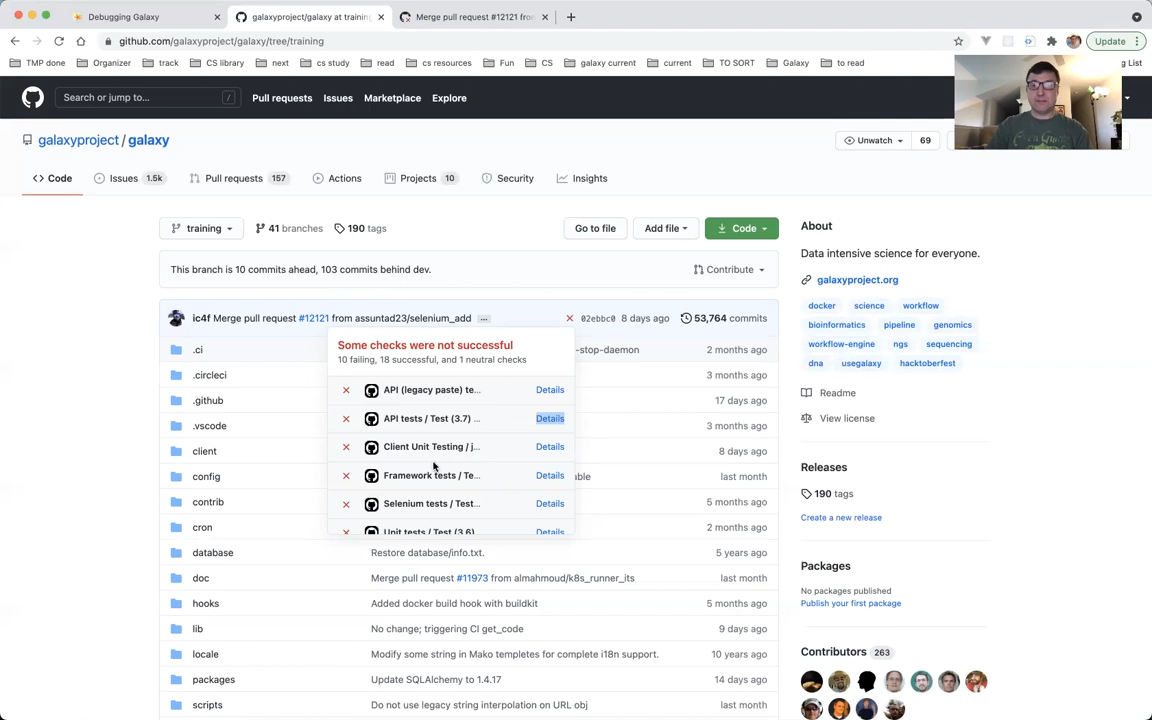 Debugging Galaxy
galaxyproject/galaxy at training
Merge pull request #12121 from
github.com/galaxyproject/galaxy/tree/training
Update
TMP done
Organizer
track
CS library
next
cs study
read
cs resources
Fun
CS
galaxy current
current
TO SORT
Galaxy
to read
g List
Search or jump to...
/
Pull requests
Issues
Marketplace
Explore
galaxyproject / galaxy
Unwatch
69
Code
Issues 1.5k
Pull requests 157
Actions
Projects 10
Security
Insights
training
41 branches
190 tags
Go to file
Add file
Code
This branch is 10 commits ahead, 103 commits behind dev.
Contribute
ic4f Merge pull request #12121 from assuntad23/selenium_add ...
02ebbc0 8 days ago
53,764 commits
Some checks were not successful
10 failing, 18 successful, and 1 neutral checks
API (legacy paste) te... Details
API tests / Test (3.7) ... Details
Client Unit Testing / j... Details
Framework tests / Te... Details
Selenium tests / Test... Details
Unit tests / Test (3.6) Details
.ci -stop-daemon 2 months ago
.circleci 3 months ago
.github 17 days ago
.vscode 3 months ago
client 8 days ago
config able last month
contrib 5 months ago
cron 2 months ago
database Restore database/info.txt. 5 years ago
doc Merge pull request #11973 from almahmoud/k8s_runner_its last month
hooks Added docker build hook with buildkit 5 months ago
lib No change; triggering CI get_code 9 days ago
locale Modify some string in Mako templetes for complete i18n support. 10 years ago
packages Update SQLAlchemy to 1.4.17 14 days ago
scripts Do not use legacy string interpolation on URL obj last month
About
Data intensive science for everyone.
galaxyproject.org
docker science workflow
bioinformatics pipeline genomics
workflow-engine ngs sequencing
dna usegalaxy hacktoberfest
Readme
View license
Releases
190 tags
Create a new release
Packages
No packages published
Publish your first package
Contributors 263